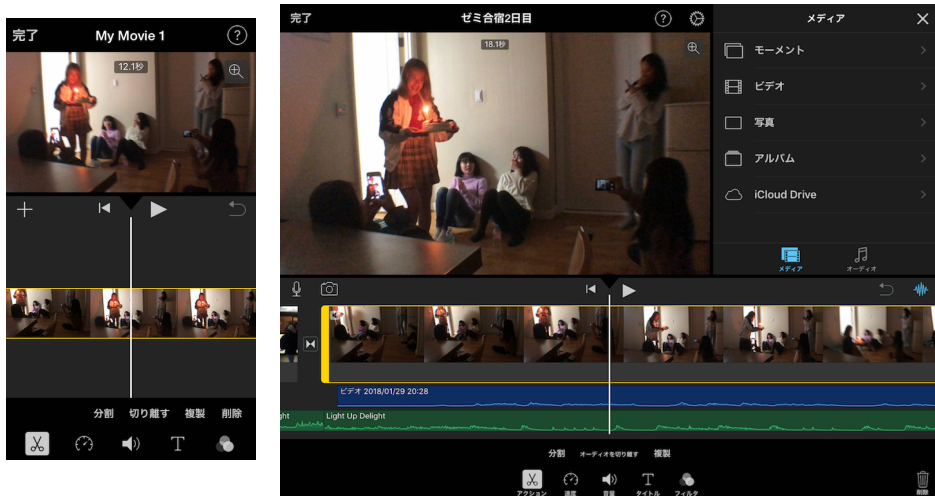 完了
My Movie 1
?
12.1秒
分割
切り離す
複製
削除
T
完了
ゼミ合宿2日目
?
18.1秒
メディア
モーメント
ビデオ
写真
アルバム
iCloud Drive
メディア
オーディオ
ビデオ 2018/01/29 20:28
ght
Light Up Delight
分割
オーディオを切り離す
複製
アクション
速度
音量
T
タイトル
フィルタ
削除